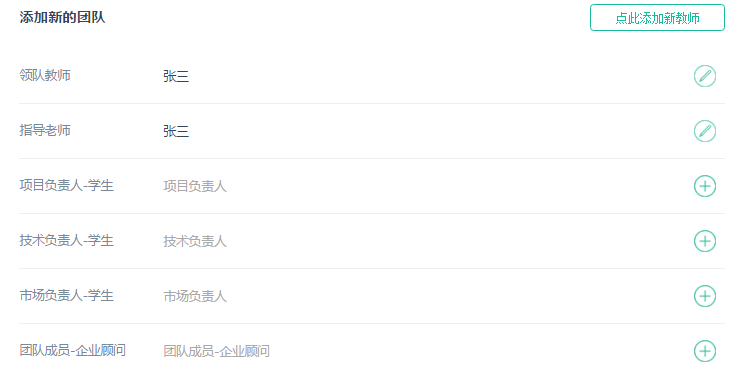 添加新的团队
点此添加新教师
领队教师 张三
指导老师 张三
项目负责人-学生 项目负责人
技术负责人-学生 技术负责人
市场负责人-学生 市场负责人
团队成员-企业顾问 团队成员-企业顾问